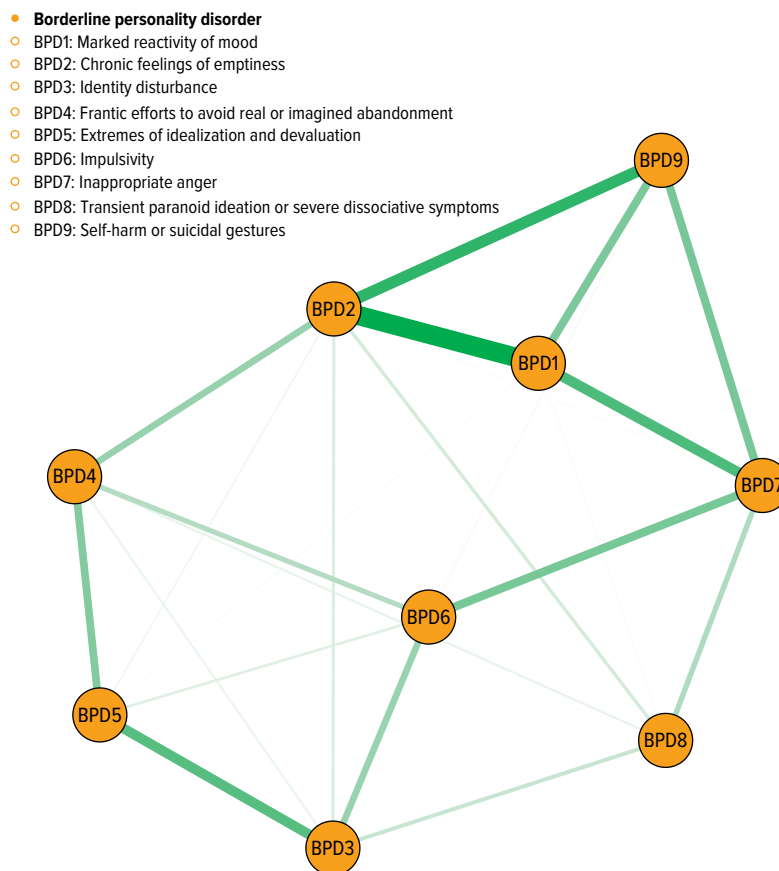 Borderline personality disorder
BPD1: Marked reactivity of mood
BPD2: Chronic feelings of emptiness
BPD3: Identity disturbance
BPD4: Frantic efforts to avoid real or imagined abandonment
BPD5: Extremes of idealization and devaluation
BPD6: Impulsivity
BPD7: Inappropriate anger
BPD8: Transient paranoid ideation or severe dissociative symptoms
BPD9: Self-harm or suicidal gestures
BPD9
BPD2
BPD1
BPD4
BPD7
BPD6
BPD5
BPD8
BPD3